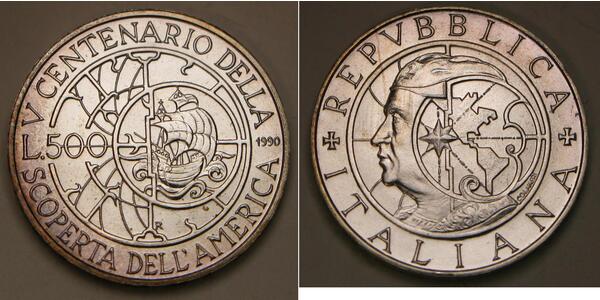 V CENTENARIO DELLA
SCOPERTA DELL'AMERICA
L.500
1990
R
REPVBBLICA
ITALIANA